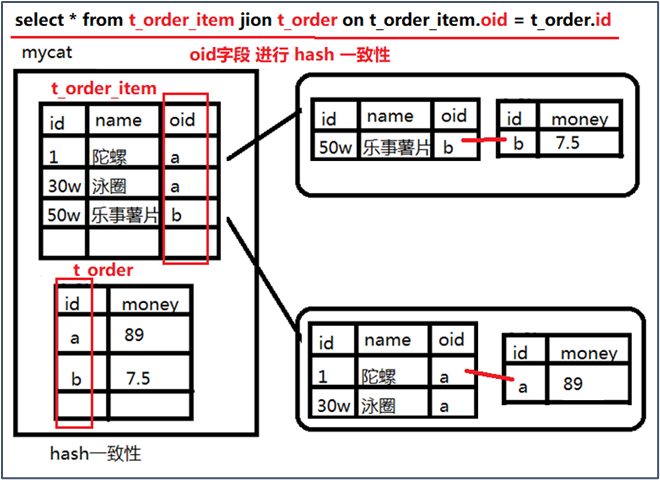 select * from t_order_item jion t_order on t_order_item.oid = t_order.id
mycat
oid字段 进行 hash 一致性
t_order_item
id name oid
1 陀螺 a
30w 泳圈 a
50w 乐事薯片 b
t_order
id money
a 89
b 7.5
hash一致性
id name oid
50w 乐事薯片 b
id money
b 7.5
id name oid
1 陀螺 a
30w 泳圈 a
id money
a 89